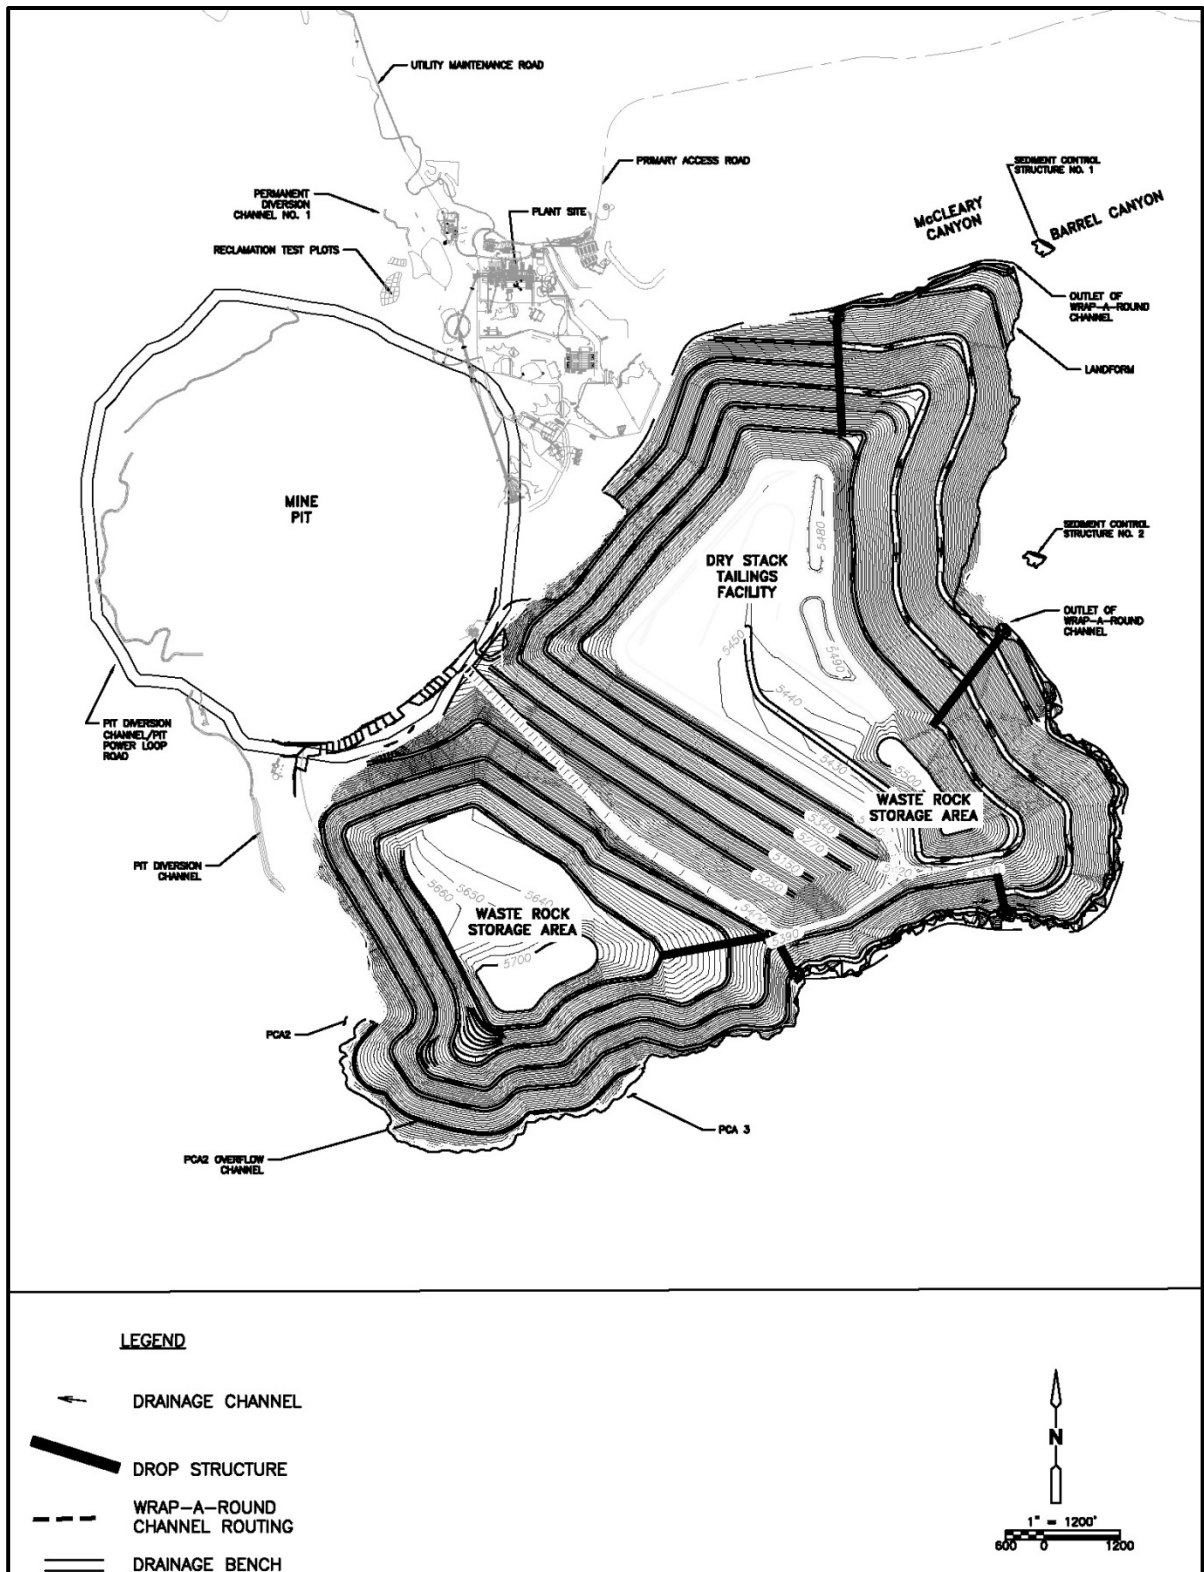 UTILITY MAINTENANCE ROAD
PRIMARY ACCESS ROAD
SEDIMENT CONTROL
STRUCTURE NO. 1
PERMANENT
DIVERSION
CHANNEL NO. 1
PLANT SITE
McCLEARY
CANYON
BARREL CANYON
RECLAMATION TEST PLOTS
OUTLET OF
WRAP-A-ROUND
CHANNEL
LANDFORM
MINE
PIT
5480
SEDIMENT CONTROL
STRUCTURE NO. 2
DRY STACK
TAILINGS
FACILITY
OUTLET OF
WRAP-A-ROUND
CHANNEL
5450
5490
5440
PIT DIVERSION
CHANNEL/PIT
POWER LOOP
ROAD
5430
5500
WASTE ROCK
STORAGE AREA
5340
5270
5150
5250
PIT DIVERSION
CHANNEL
5660
5650
5640
WASTE ROCK
STORAGE AREA
5400
5390
5700
PCA2
PCA 3
PCA2 OVERFLOW
CHANNEL
LEGEND
DRAINAGE CHANNEL
DROP STRUCTURE
WRAP-A-ROUND
CHANNEL ROUTING
DRAINAGE BENCH
N
1" = 1200'
600 0 1200